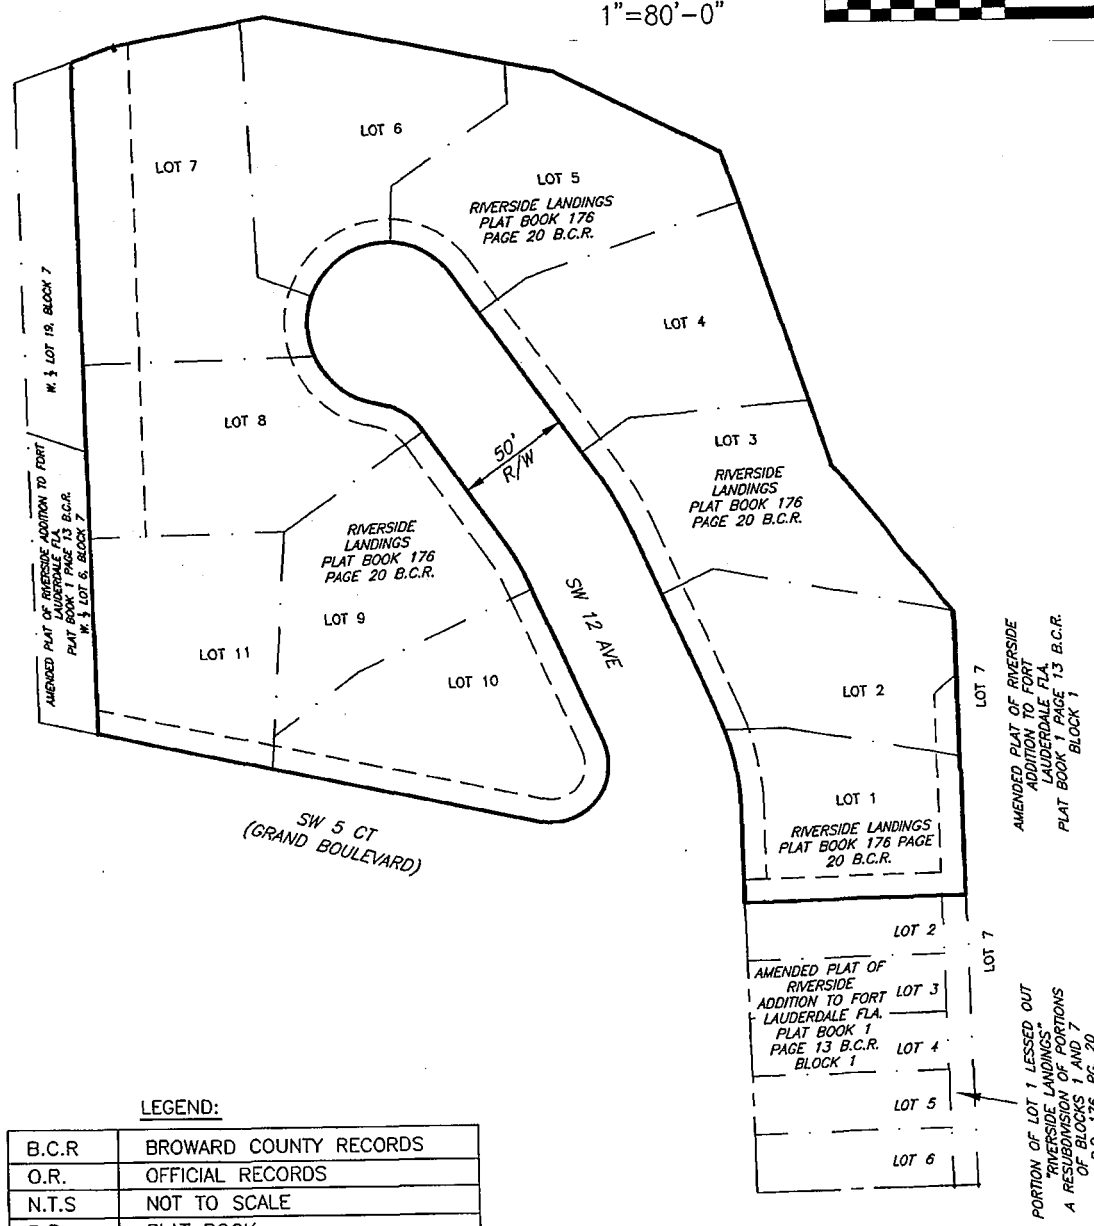 1"=80'-0"
LOT 6
LOT 7
LOT 5
RIVERSIDE LANDINGS
PLAT BOOK 176
PAGE 20 B.C.R.
W. ½ LOT 19, BLOCK 7
LOT 4
LOT 8
LOT 3
RIVERSIDE
LANDINGS
PLAT BOOK 176
PAGE 20 B.C.R.
50'
R/W
AMENDED PLAT OF RIVERSIDE ADDITION TO FORT
LAUDERDALE FLA.
PLAT BOOK 1 PAGE 13 B.C.R.
W. ½ LOT 6, BLOCK 7
RIVERSIDE
LANDINGS
PLAT BOOK 176
PAGE 20 B.C.R.
LOT 9
SW 12 AVE
LOT 11
LOT 10
LOT 2
LOT 7
AMENDED PLAT OF RIVERSIDE
ADDITION TO FORT
LAUDERDALE FLA.
PLAT BOOK 1 PAGE 13 B.C.R.
BLOCK 1
LOT 1
RIVERSIDE LANDINGS
PLAT BOOK 176 PAGE
20 B.C.R.
SW 5 CT
(GRAND BOULEVARD)
LOT 2
LOT 7
AMENDED PLAT OF
RIVERSIDE
ADDITION TO FORT
LAUDERDALE FLA.
PLAT BOOK 1
PAGE 13 B.C.R.
BLOCK 1
LOT 3
LOT 4
LOT 5
LOT 6
PORTION OF LOT 1 LESSED OUT
"RIVERSIDE LANDINGS"
A RESUBDIVISION OF PORTIONS
OF BLOCKS 1 AND 7
176, PG. 20
LEGEND:
B.C.R BROWARD COUNTY RECORDS
O.R. OFFICIAL RECORDS
N.T.S NOT TO SCALE
PLAT BOOK